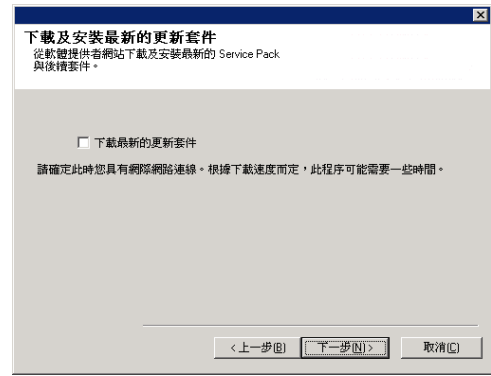 下載及安裝最新的更新套件
從軟體提供者網站下載及安裝最新的 Service Pack
與後續套件。
下載最新的更新套件
請確定此時您具有網際網路連線。根據下載速度而定，此程序可能需要一些時間。
< 上一步(B)
下一步(N) >
取消(C)